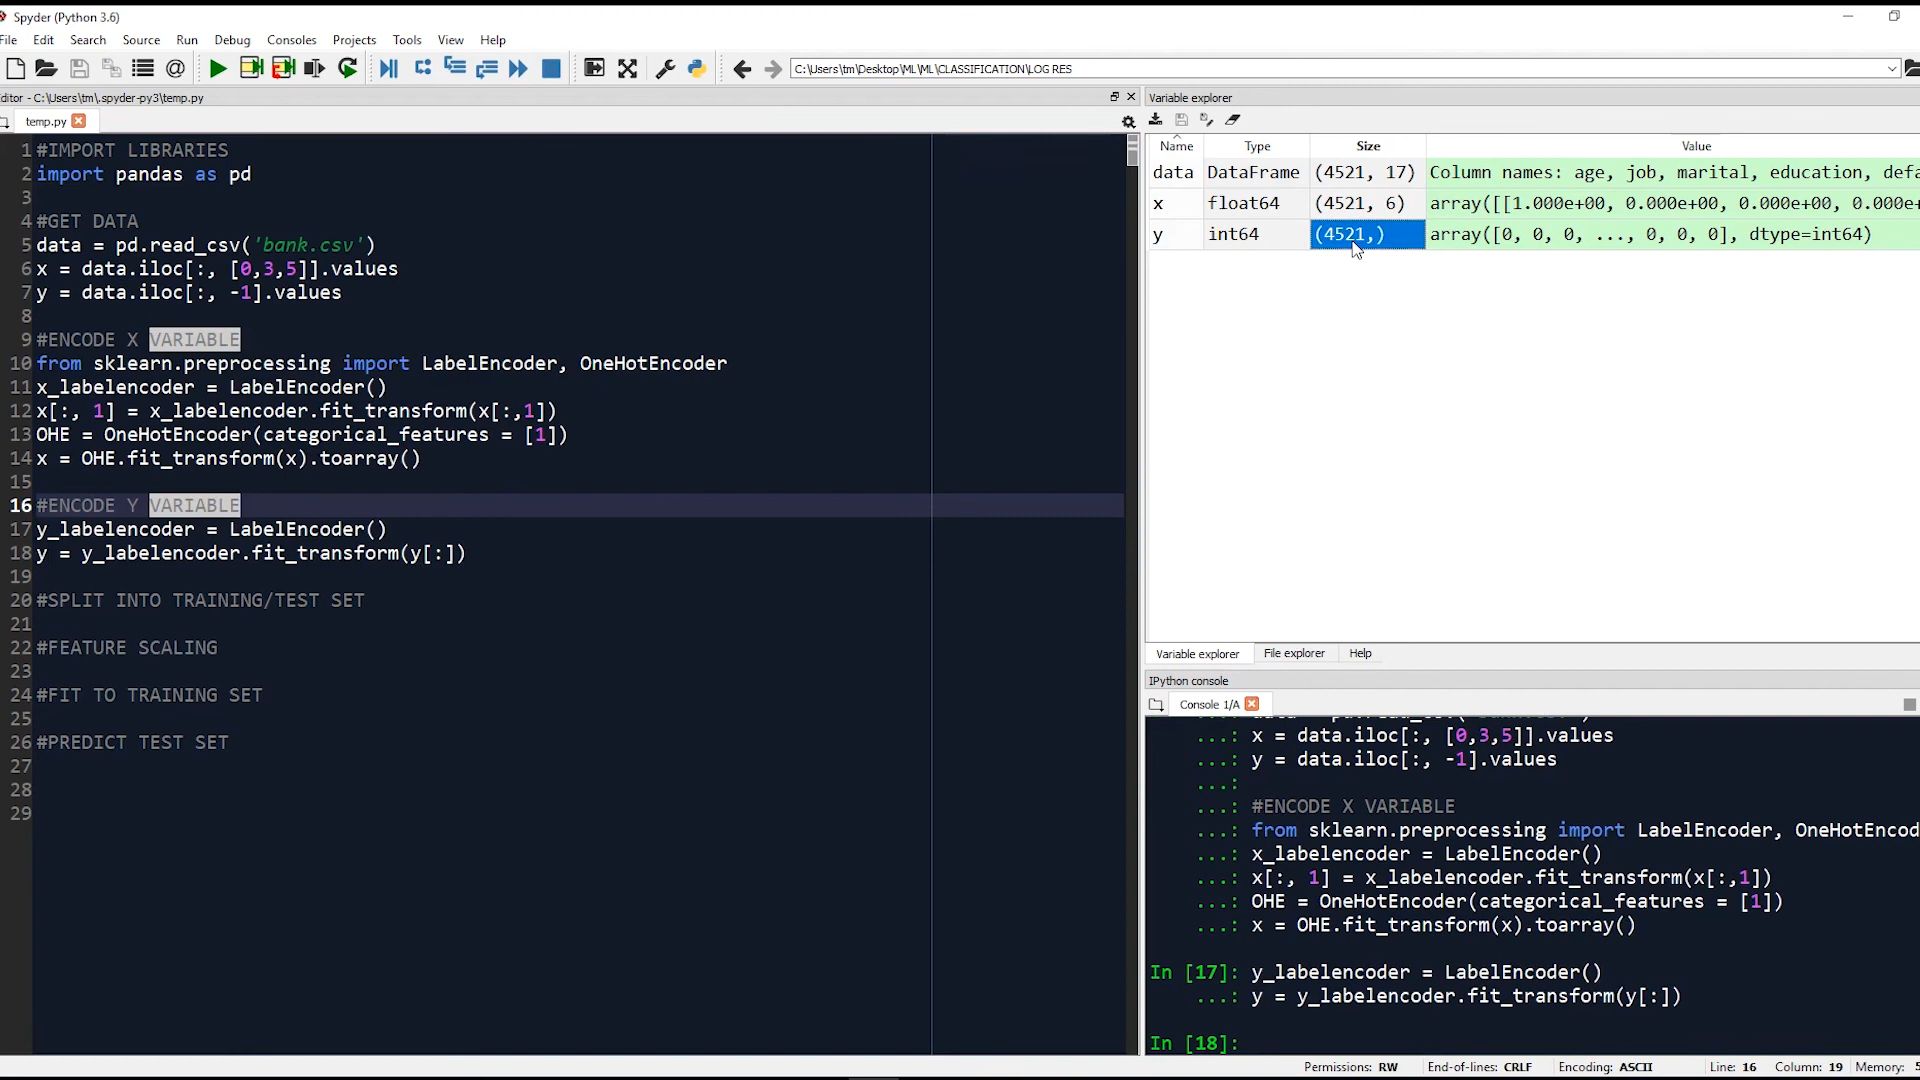 Spyder (Python 3.6)
File Edit Search Source Run Debug Consoles Projects Tools View Help
C:\Users\tm\Desktop\ML\ML\CLASSIFICATION\LOG RES
ditor - C:\Users\tm\.spyder-py3\temp.py
temp.py
1 #IMPORT LIBRARIES
2 import pandas as pd
3
4 #GET DATA
5 data = pd.read_csv('bank.csv')
6 x = data.iloc[:, [0,3,5]].values
7 y = data.iloc[:, -1].values
8
9 #ENCODE X VARIABLE
10 from sklearn.preprocessing import LabelEncoder, OneHotEncoder
11 x_labelencoder = LabelEncoder()
12 x[:, 1] = x_labelencoder.fit_transform(x[:,1])
13 OHE = OneHotEncoder(categorical_features = [1])
14 x = OHE.fit_transform(x).toarray()
15
16 #ENCODE Y VARIABLE
17 y_labelencoder = LabelEncoder()
18 y = y_labelencoder.fit_transform(y[:])
19
20 #SPLIT INTO TRAINING/TEST SET
21
22 #FEATURE SCALING
23
24 #FIT TO TRAINING SET
25
26 #PREDICT TEST SET
27
28
29
Variable explorer
Name Type Size Value
data DataFrame (4521, 17) Column names: age, job, marital, education, defa
x float64 (4521, 6) array([[1.000e+00, 0.000e+00, 0.000e+00, 0.000e+
y int64 (4521,) array([0, 0, 0, ..., 0, 0, 0], dtype=int64)
Variable explorer File explorer Help
IPython console
Console 1/A
...: x = data.iloc[:, [0,3,5]].values
...: y = data.iloc[:, -1].values
...:
...: #ENCODE X VARIABLE
...: from sklearn.preprocessing import LabelEncoder, OneHotEncod
...: x_labelencoder = LabelEncoder()
...: x[:, 1] = x_labelencoder.fit_transform(x[:,1])
...: OHE = OneHotEncoder(categorical_features = [1])
...: x = OHE.fit_transform(x).toarray()
In [17]: y_labelencoder = LabelEncoder()
...: y = y_labelencoder.fit_transform(y[:])
In [18]:
Permissions: RW End-of-lines: CRLF Encoding: ASCII Line: 16 Column: 19 Memory: